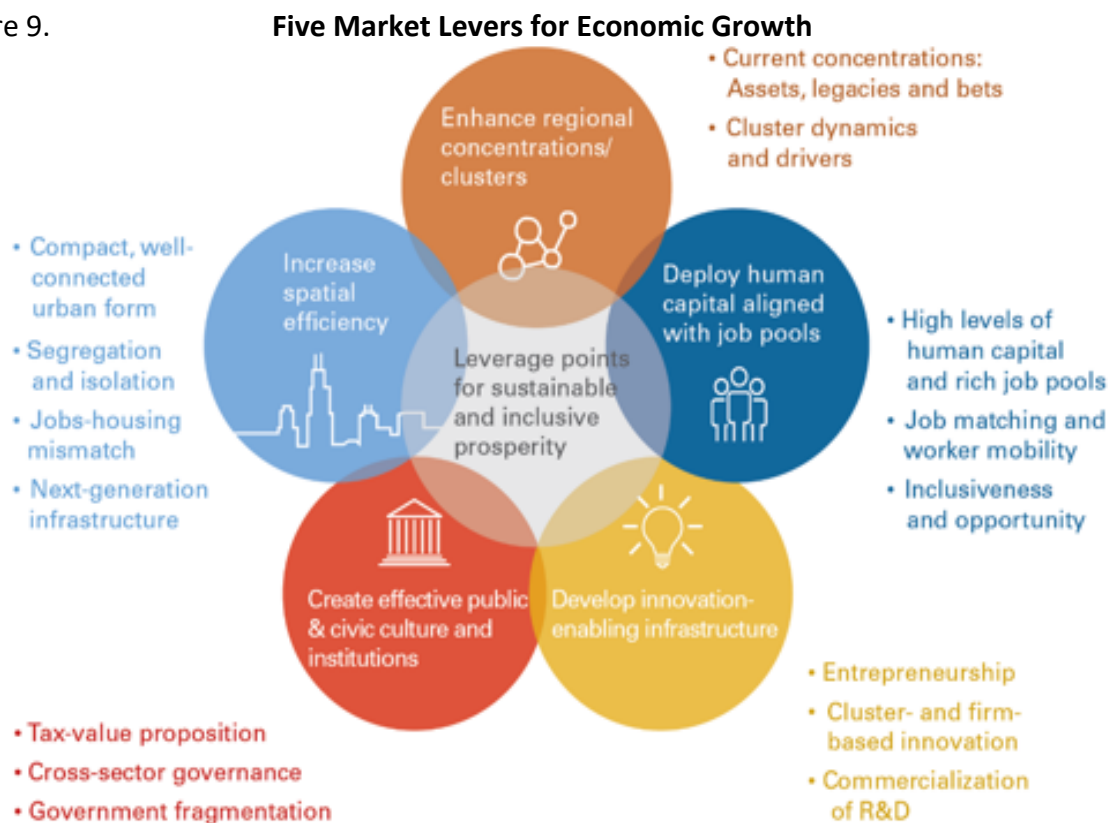 re 9.
Five Market Levers for Economic Growth
• Current concentrations:
Assets, legacies and bets
• Cluster dynamics
and drivers
Enhance regional
concentrations/
clusters
• Compact, well-
connected
urban form
• Segregation
and isolation
• Jobs-housing
mismatch
• Next-generation
infrastructure
Increase
spatial
efficiency
Deploy human
capital aligned
with job pools
• High levels of
human capital
and rich job pools
• Job matching and
worker mobility
• Inclusiveness
and opportunity
Leverage points
for sustainable
and inclusive
prosperity
Create effective public
& civic culture and
institutions
Develop innovation-
enabling infrastructure
• Tax-value proposition
• Cross-sector governance
• Government fragmentation
• Entrepreneurship
• Cluster- and firm-
based innovation
• Commercialization
of R&D